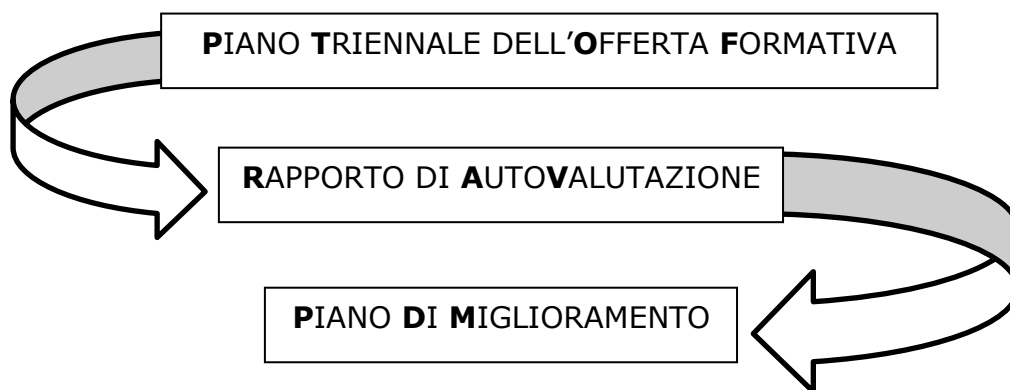 PIANO TRIENNALE DELL’OFFERTA FORMATIVA
RAPPORTO DI AUTOVALUTAZIONE
PIANO DI MIGLIORAMENTO